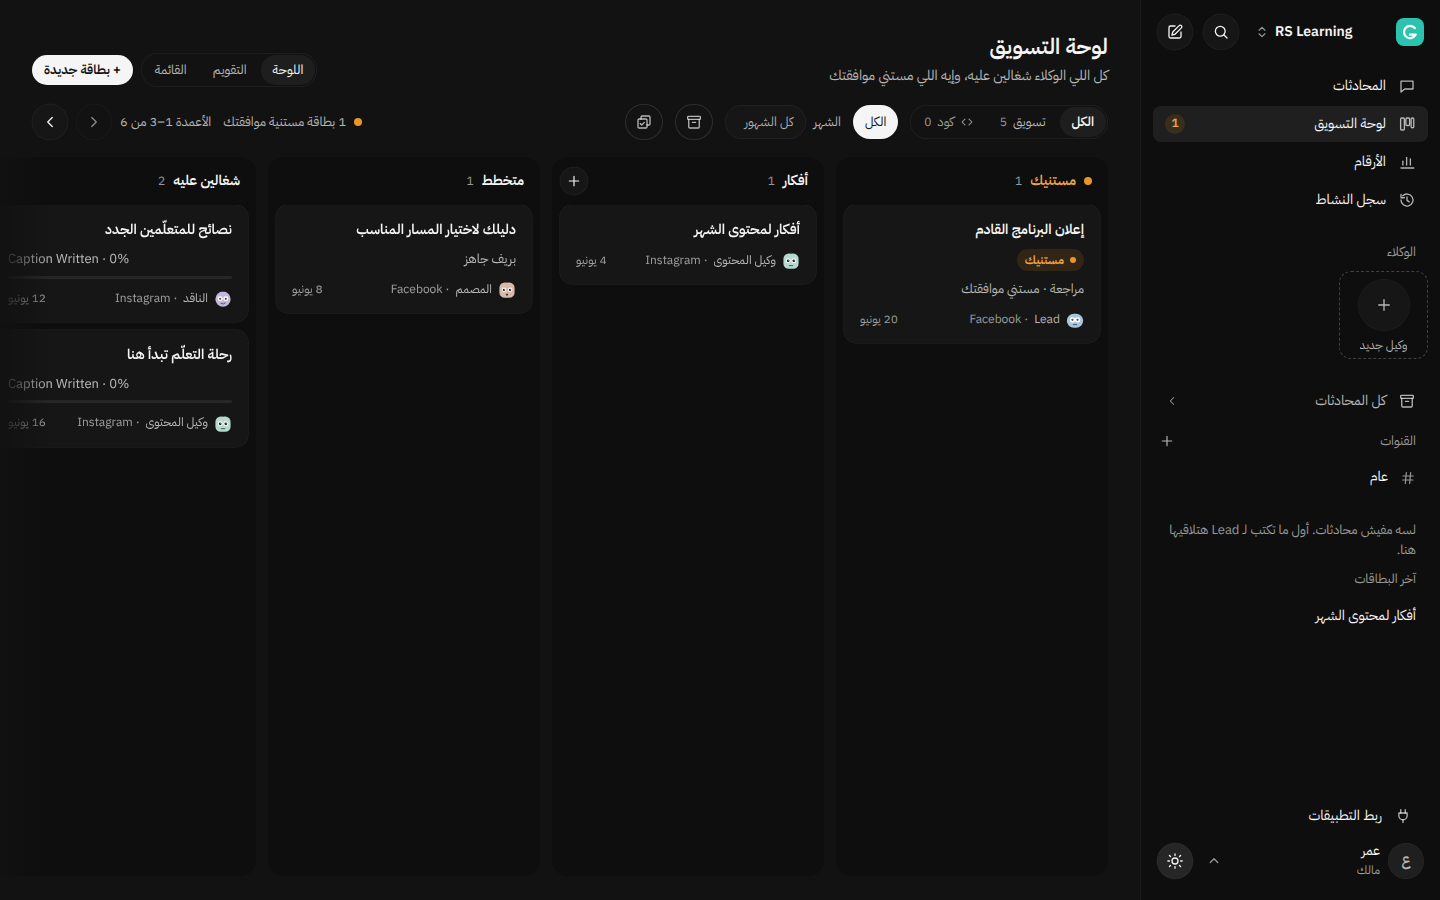 RS Learning
المحادثات
لوحة التسويق
1
الأرقام
سجل النشاط
الوكلاء
وكيل جديد
كل المحادثات
القنوات
عام
لسه مفيش محادثات. أول ما تكتب لـ Lead هتلاقيها
هنا.
آخر البطاقات
أفكار لمحتوى الشهر
ربط التطبيقات
ع
عمر
مالك
لوحة التسويق
كل اللي الوكلاء شغالين عليه، وإيه اللي مستني موافقتك
اللوحة
التقويم
القائمة
+ بطاقة جديدة
الكل
تسويق 5
كود 0
الكل
الشهر
كل الشهور
1 بطاقة مستنية موافقتك
الأعمدة 1–3 من 6
مستنيك 1
إعلان البرنامج القادم
مستنيك
مراجعة · مستني موافقتك
Lead · Facebook
20 يونيو
أفكار 1
أفكار لمحتوى الشهر
وكيل المحتوى · Instagram
4 يونيو
متخطط 1
دليلك لاختيار المسار المناسب
بريف جاهز
المصمم · Facebook
8 يونيو
شغالين عليه 2
نصائح للمتعلّمين الجدد
Caption Written · 0%
الناقد · Instagram
12 يونيو
رحلة التعلّم تبدأ هنا
Caption Written · 0%
وكيل المحتوى · Instagram
16 يونيو